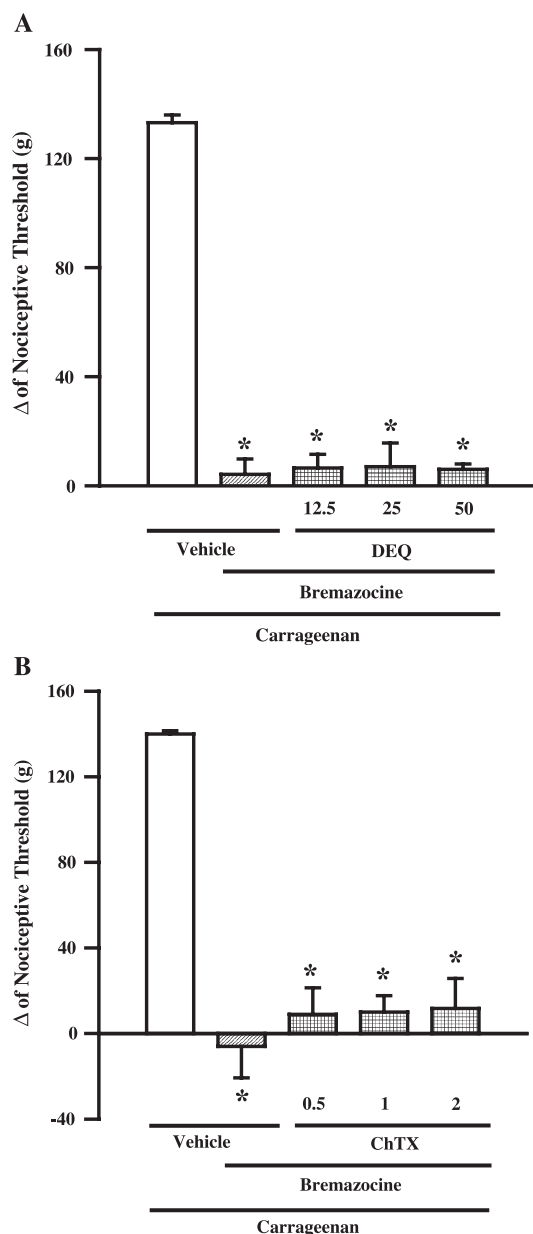 A
160
120
80
40
0
Δ of Nociceptive Threshold (g)
* * * *
12.5 25 50
Vehicle DEQ
Bremazocine
Carrageenan
B
160
120
80
40
0
-40
Δ of Nociceptive Threshold (g)
* * * *
0.5 1 2
Vehicle ChTX
Bremazocine
Carrageenan